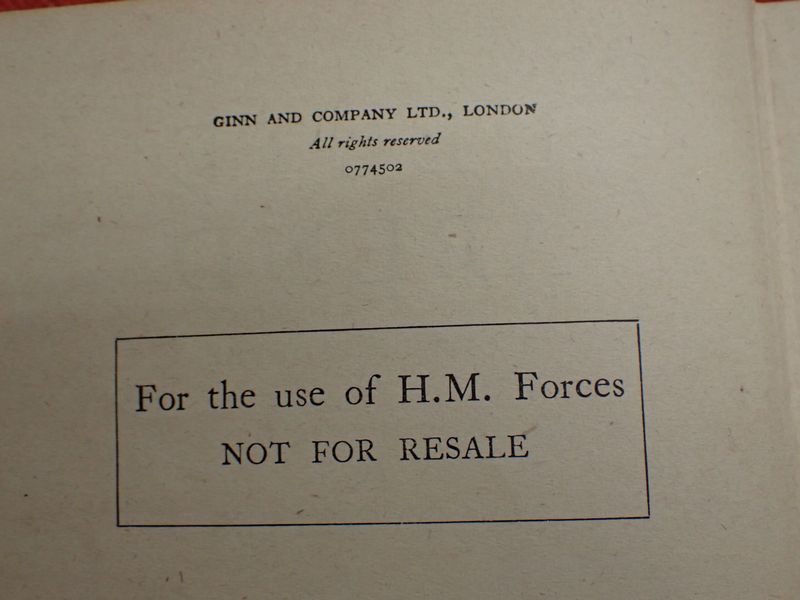 GINN AND COMPANY LTD., LONDON
All rights reserved
0774502
For the use of H.M. Forces
NOT FOR RESALE